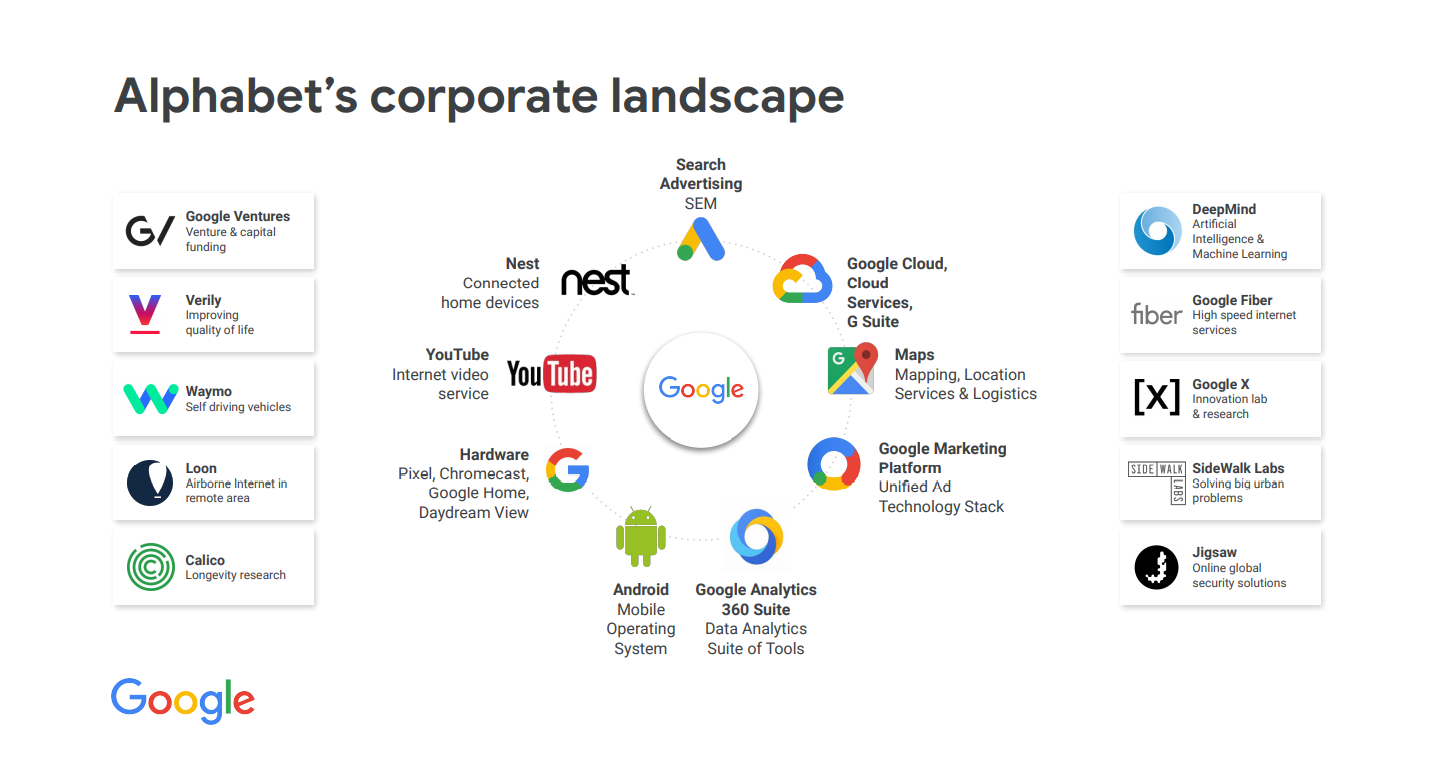 Alphabet’s corporate landscape
G/
Google Ventures
Venture & capital
funding
Verily
Improving
quality of life
Waymo
Self driving vehicles
Loon
Airborne Internet in
remote area
Calico
Longevity research
Search
Advertising
SEM
Nest
Connected
home devices
nest
Google Cloud,
Cloud
Services,
G Suite
YouTube
Internet video
service
YouTube
Google
G
Maps
Mapping, Location
Services & Logistics
Hardware
Pixel, Chromecast,
Google Home,
Daydream View
G
Google Marketing
Platform
Unified Ad
Technology Stack
Android
Mobile
Operating
System
Google Analytics
360 Suite
Data Analytics
Suite of Tools
DeepMind
Artificial
Intelligence &
Machine Learning
fiber
Google Fiber
High speed internet
services
[X]
Google X
Innovation lab
& research
SIDEWALK
LABS
SideWalk Labs
Solving big urban
problems
Jigsaw
Online global
security solutions
Google